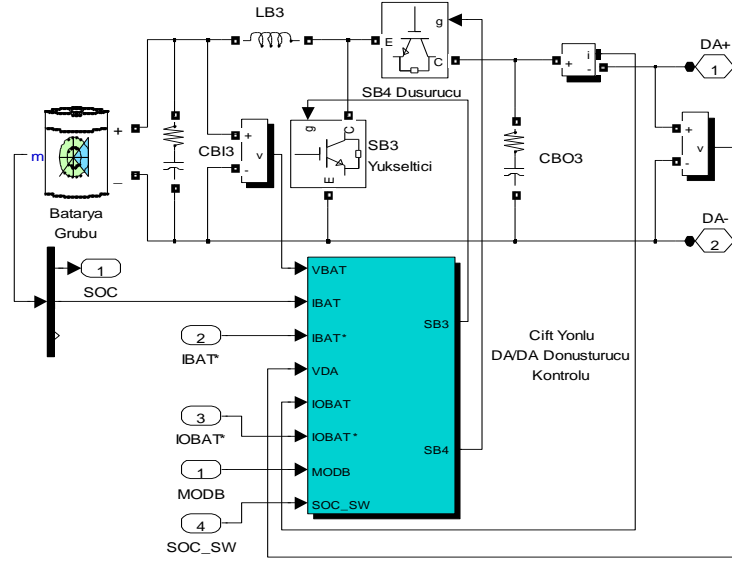 LB3
g
E
C
i
+
-
DA+
1
SB4 Dusurucu
+
m
_
Batarya
Grubu
CBI3
+
v
-
g
C
E
SB3
Yukseltici
CBO3
+
v
-
DA-
2
1
SOC
VBAT
IBAT
2
IBAT*
IBAT*
SB3
Cift Yonlu
DA/DA Donusturucu
Kontrolu
VDA
IOBAT
3
IOBAT*
IOBAT*
SB4
1
MODB
MODB
4
SOC_SW
SOC_SW